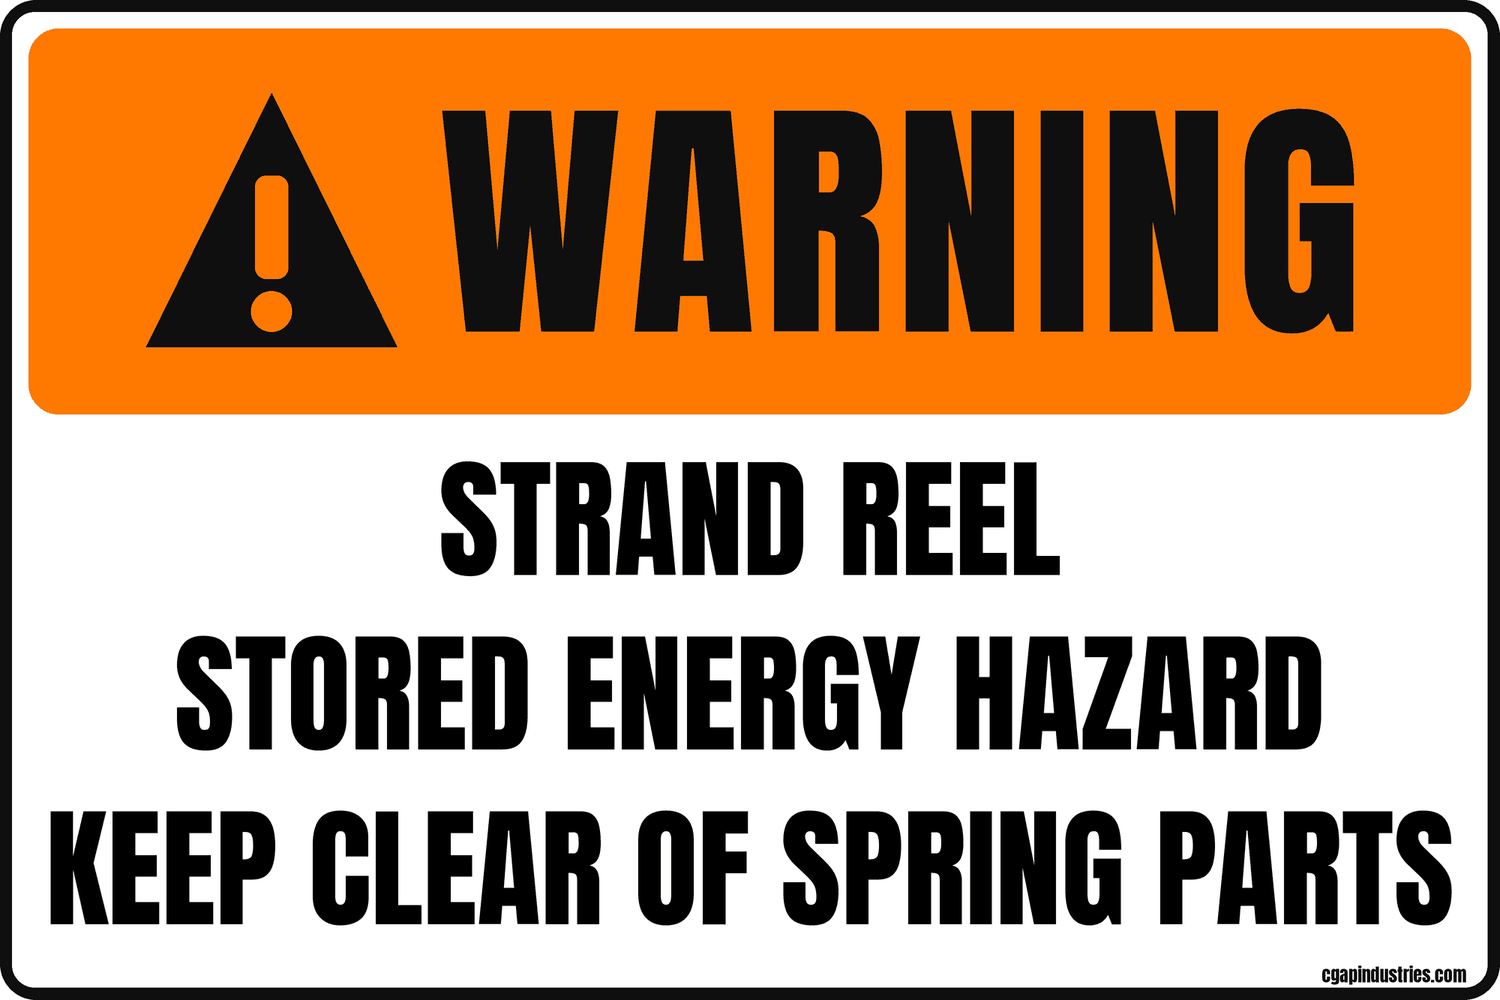 WARNING
STRAND REEL
STORED ENERGY HAZARD
KEEP CLEAR OF SPRING PARTS
cgapindustries.com